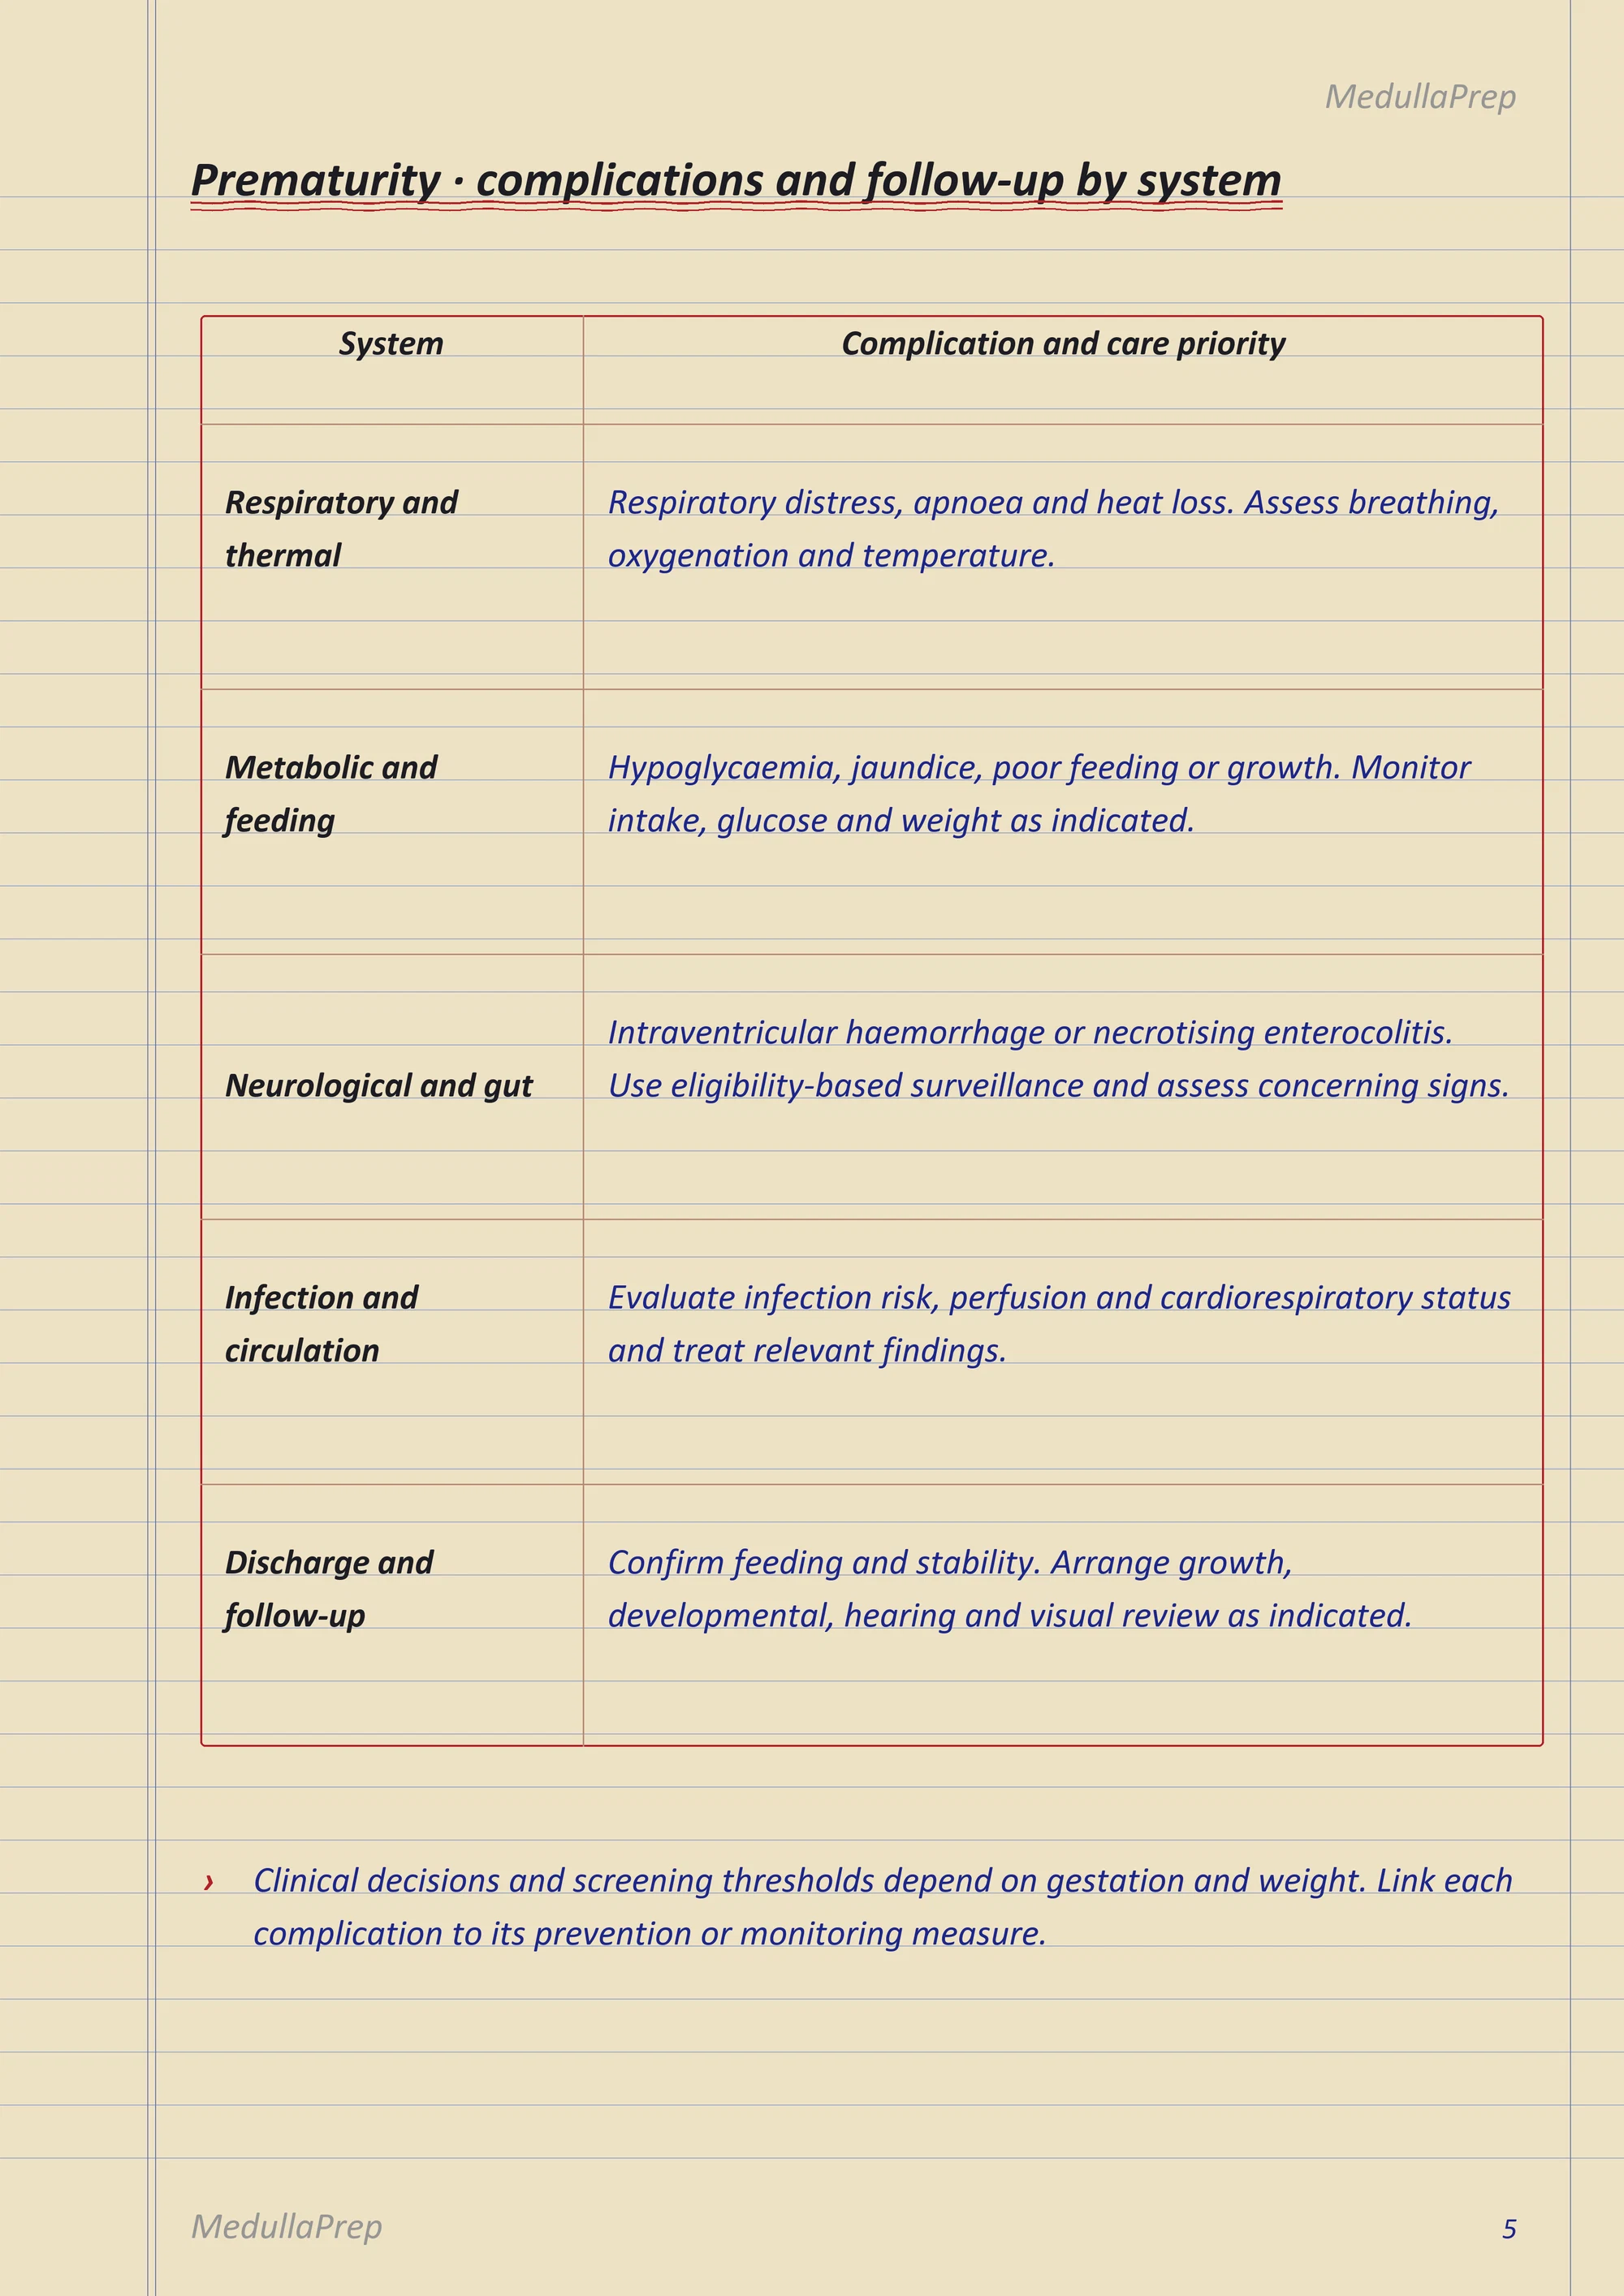 MedullaPrep
Prematurity · complications and follow-up by system
System
Complication and care priority
Respiratory and
thermal
Respiratory distress, apnoea and heat loss. Assess breathing,
oxygenation and temperature.
Metabolic and
feeding
Hypoglycaemia, jaundice, poor feeding or growth. Monitor
intake, glucose and weight as indicated.
Neurological and gut
Intraventricular haemorrhage or necrotising enterocolitis.
Use eligibility-based surveillance and assess concerning signs.
Infection and
circulation
Evaluate infection risk, perfusion and cardiorespiratory status
and treat relevant findings.
Discharge and
follow-up
Confirm feeding and stability. Arrange growth,
developmental, hearing and visual review as indicated.
› Clinical decisions and screening thresholds depend on gestation and weight. Link each
complication to its prevention or monitoring measure.
MedullaPrep
5